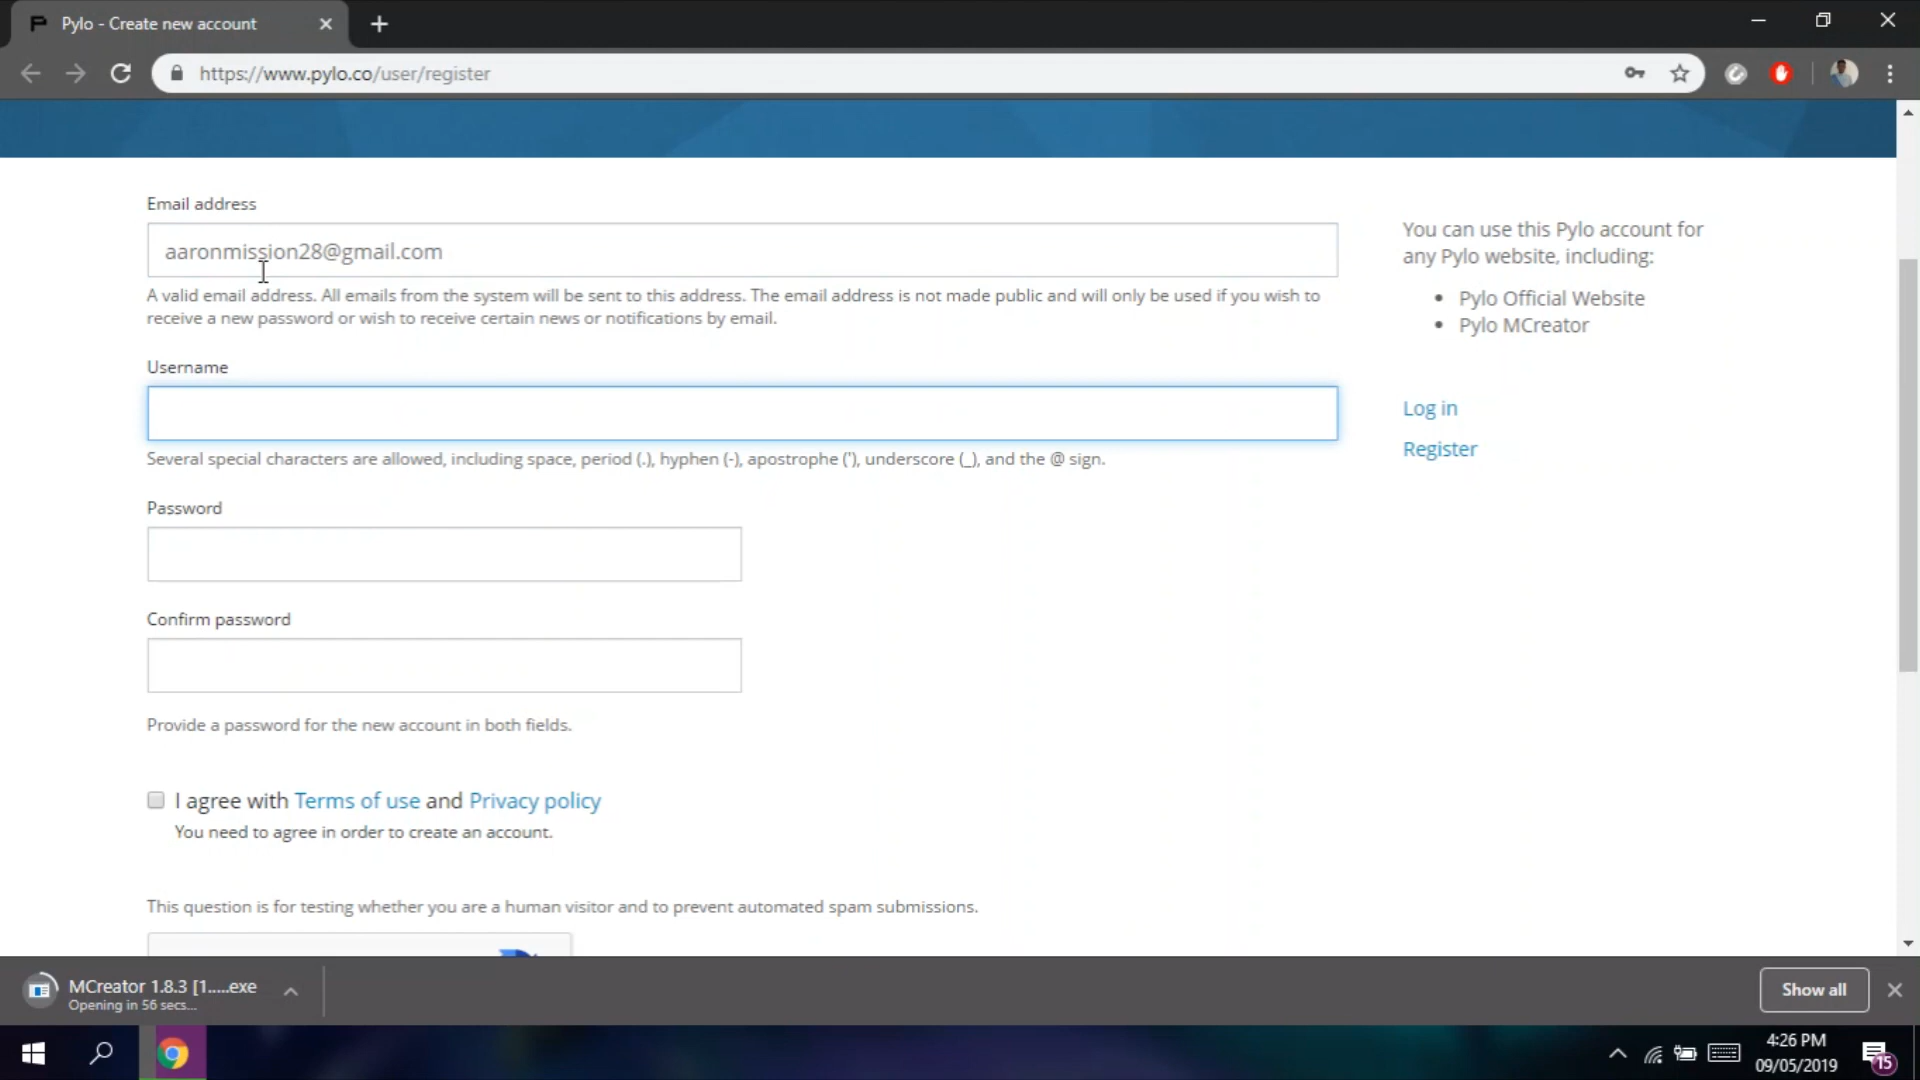 Pylo - Create new account
https://www.pylo.co/user/register
Email address
aaronmission28@gmail.com
A valid email address. All emails from the system will be sent to this address. The email address is not made public and will only be used if you wish to
receive a new password or wish to receive certain news or notifications by email.
Username
Several special characters are allowed, including space, period (.), hyphen (-), apostrophe ('), underscore (_), and the @ sign.
Password
Confirm password
Provide a password for the new account in both fields.
I agree with Terms of use and Privacy policy
You need to agree in order to create an account.
This question is for testing whether you are a human visitor and to prevent automated spam submissions.
You can use this Pylo account for
any Pylo website, including:
Pylo Official Website
Pylo MCreator
Log in
Register
MCreator 1.8.3 [1.....exe
Opening in 56 secs...
Show all
4:26 PM
09/05/2019
15